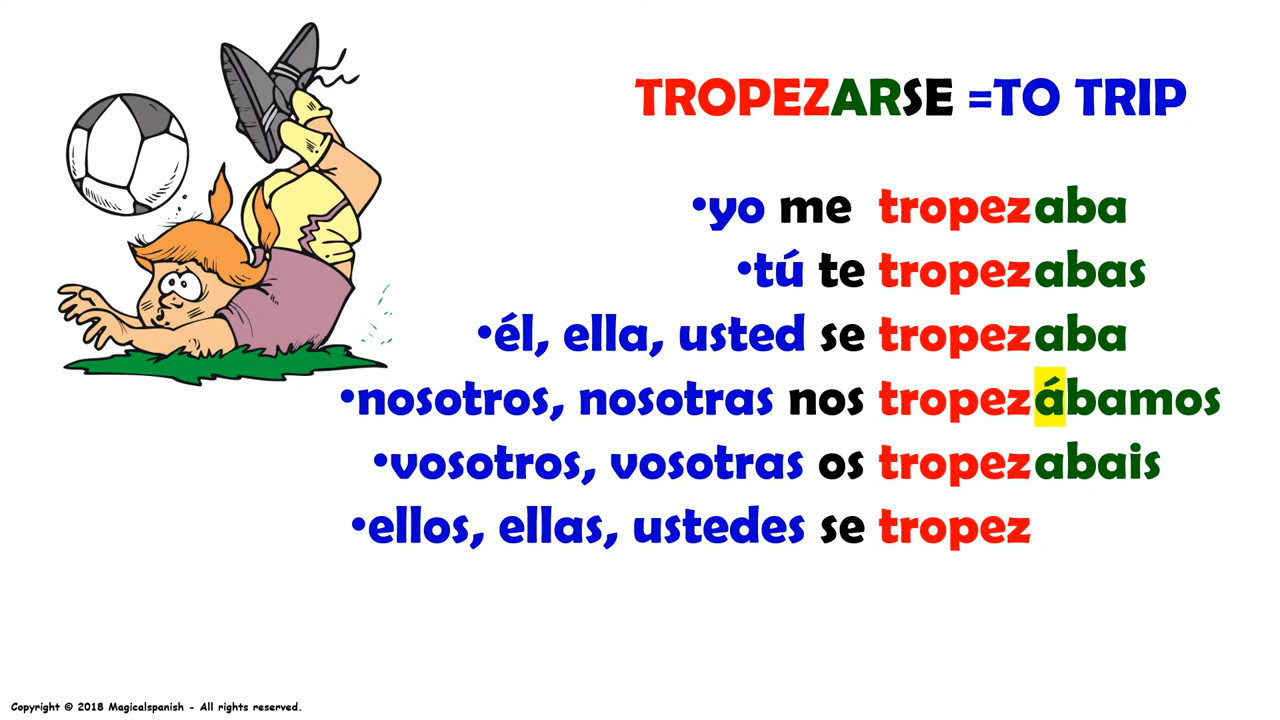 TROPEZARSE =TO TRIP
•yo me tropezaba
•tú te tropezabas
•él, ella, usted se tropezaba
•nosotros, nosotras nos tropezábamos
•vosotros, vosotras os tropezabais
•ellos, ellas, ustedes se tropez
Copyright © 2018 Magicalspanish - All rights reserved.